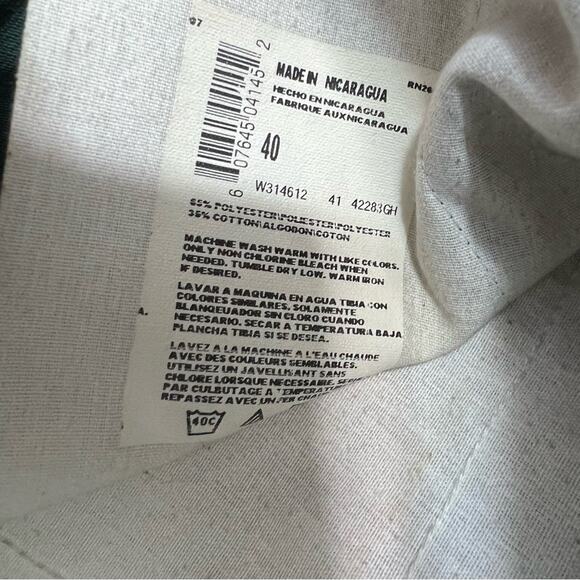 07
MADE IN NICARAGUA
RN26
HECHO EN NICARAGUA
FABRIQUE AUXNICARAGUA
6 07645 04145 2
40
W314612 41 42283GH
65% POLYESTER\POLIESTER\POLYESTER
35% COTTON\ALGODON\COTON
MACHINE WASH WARM WITH LIKE COLORS.
ONLY NON CHLORINE BLEACH WHEN
NEEDED. TUMBLE DRY LOW. WARM IRON
IF DESIRED.
LAVAR A MAQUINA EN AGUA TIBIA CON
COLORES SIMILARES. SOLAMENTE
BLANQUEADOR SIN CLORO CUANDO
A.
NECESARIO. SECAR A TEMPERATURA BAJA.
PLANCHA TIBIA SI SE DESEA.
LAVEZ A LA MACHINE A L'EAU CHAUDE
AVEC DES COULEURS SEMBLABLES.
UTILISEZ UN JAVELLISANT SANS
CHLORE LORSQUE NECESSAIRE.
PAR CULBUTAGE A
REPASSEZ AVEC UN FER
40C